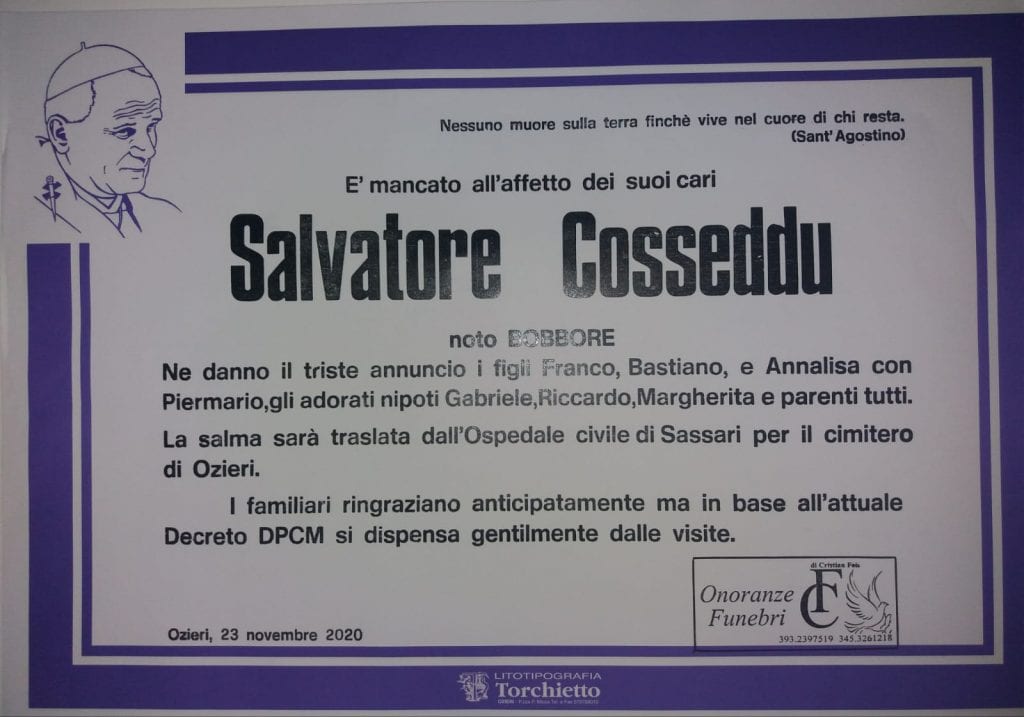 Nessuno muore sulla terra finchè vive nel cuore di chi resta.
(Sant'Agostino)
E' mancato all'affetto dei suoi cari
Salvatore Cosseddu
noto BOBBORE
Ne danno il triste annuncio i figli Franco, Bastiano, e Annalisa con
Piermario,gli adorati nipoti Gabriele,Riccardo,Margherita e parenti tutti.
La salma sarà traslata dall'Ospedale civile di Sassari per il cimitero
di Ozieri.
I familiari ringraziano anticipatamente ma in base all'attuale
Decreto DPCM si dispensa gentilmente dalle visite.
di Cristian Fois
Onoranze
Funebri
CF
393.2397519 345.3261218
Ozieri, 23 novembre 2020
LITOTIPOGRAFIA
Torchietto